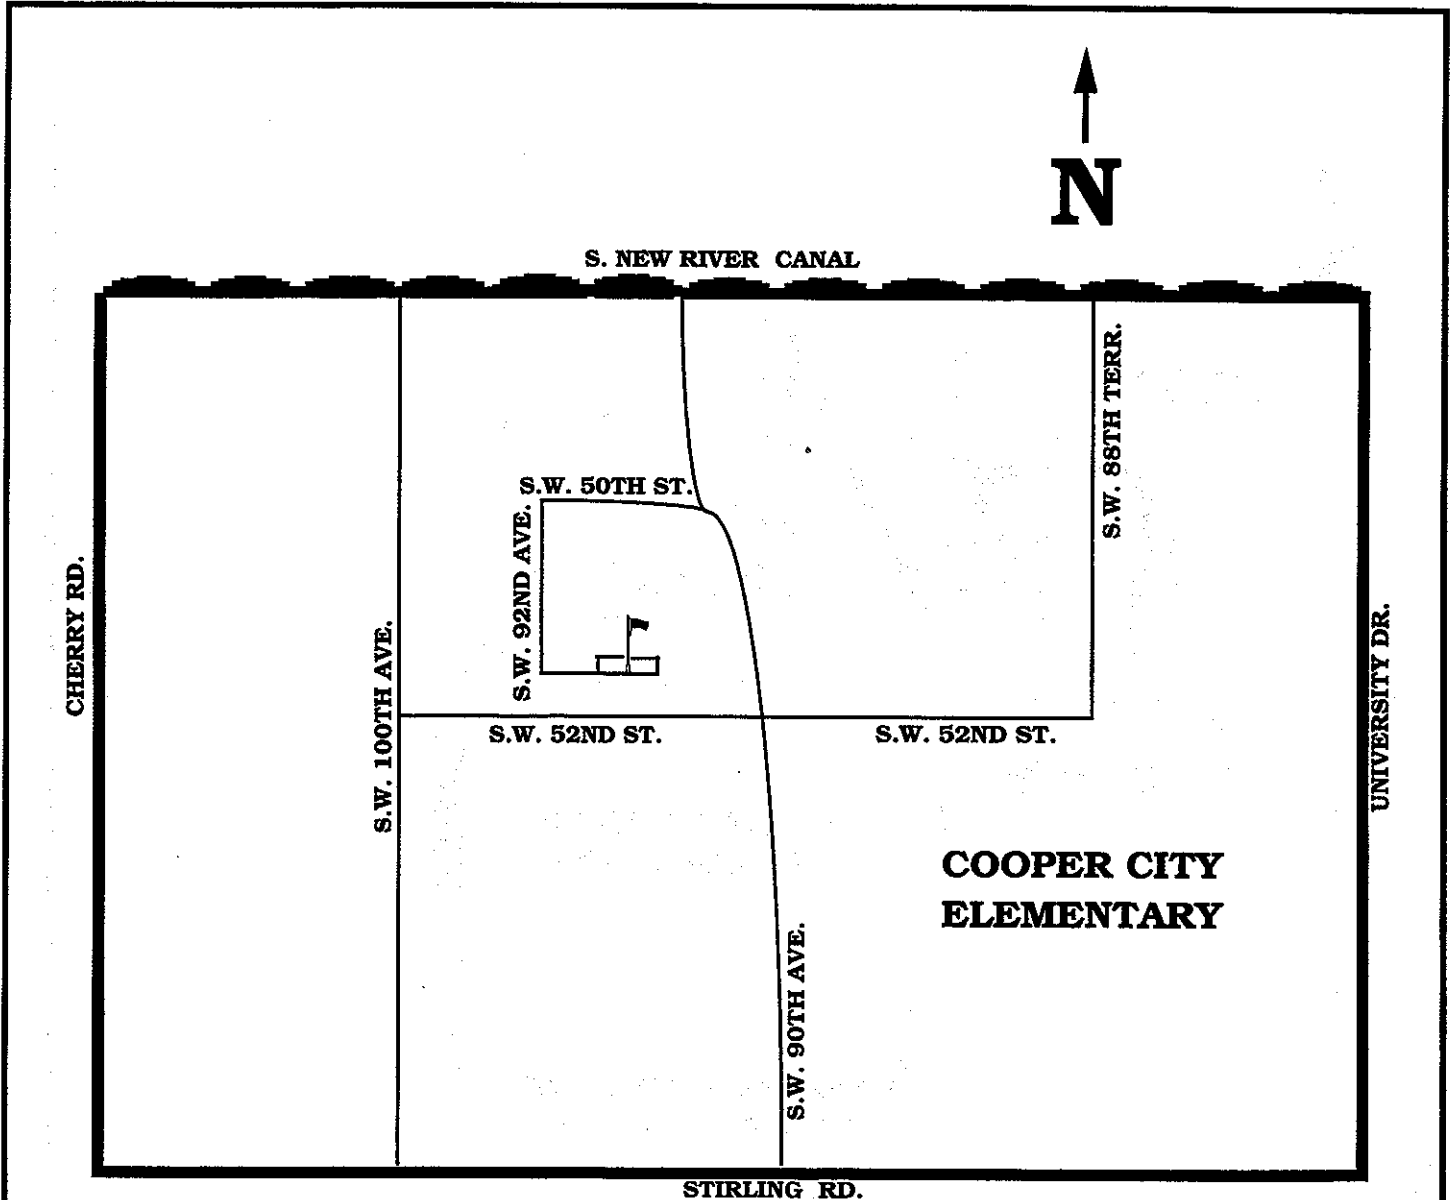 N
S. NEW RIVER CANAL
S.W. 88TH TERR.
S.W. 50TH ST.
S.W. 92ND AVE.
CHERRY RD.
S.W. 100TH AVE.
UNIVERSITY DR.
S.W. 52ND ST.
S.W. 52ND ST.
COOPER CITY
ELEMENTARY
S.W. 90TH AVE.
STIRLING RD.